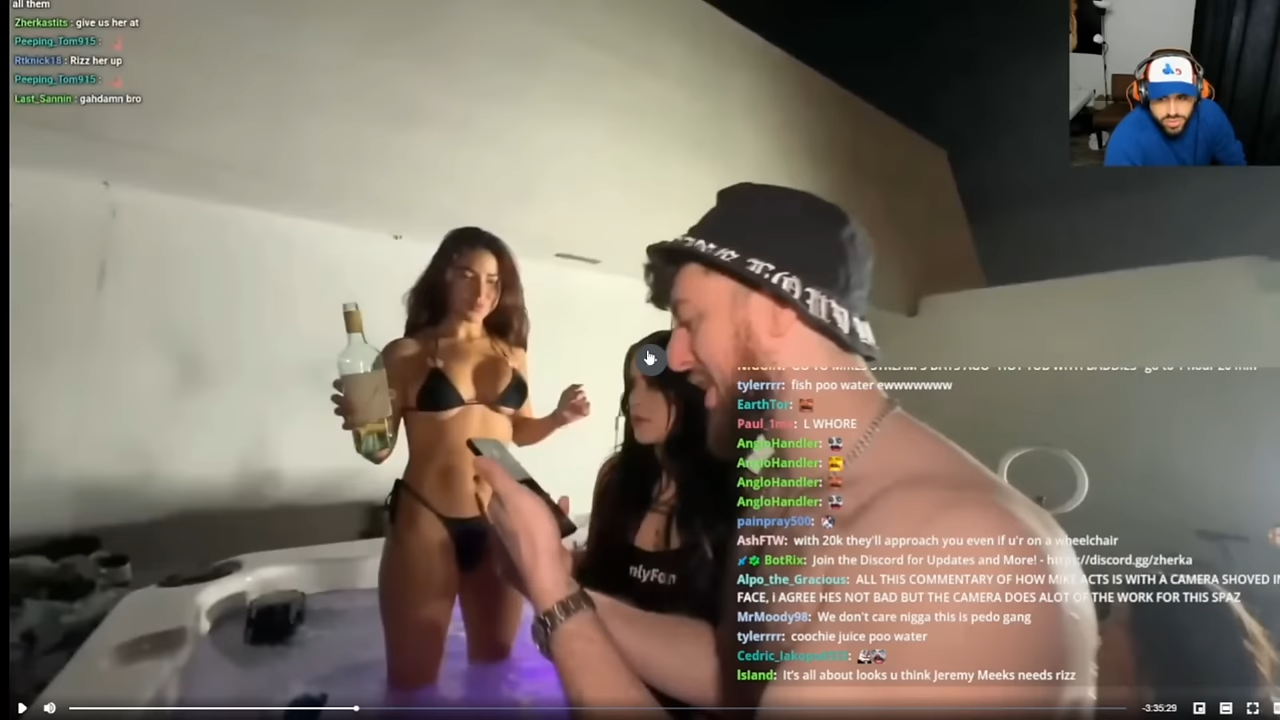 all them
Zherkastits : give us her at
Peeping_Tom915 :
Rtknick18 : Rizz her up
Peeping_Tom915 :
Last_Sannin : gahdamn bro
tylerrrr: fish poo water ewwwwwww
EarthTor:
L WHORE
AngloHandler:
AngloHandler:
AngloHandler:
AngloHandler:
painpray500:
AshFTW: with 20k they'll approach you even if u'r on a wheelchair
nlyFan
BotRix: Join the Discord for Updates and More! - https://discord.gg/zherka
Alpo_the_Gracious: ALL THIS COMMENTARY OF HOW MIKE ACTS IS WITH A CAMERA SHOVED IN
FACE, i AGREE HES NOT BAD BUT THE CAMERA DOES ALOT OF THE WORK FOR THIS SPAZ
MrMoody98: We don't care nigga this is pedo gang
tylerrrr: coochie juice poo water
Island: It's all about looks u think Jeremy Meeks needs rizz
-3:35:29